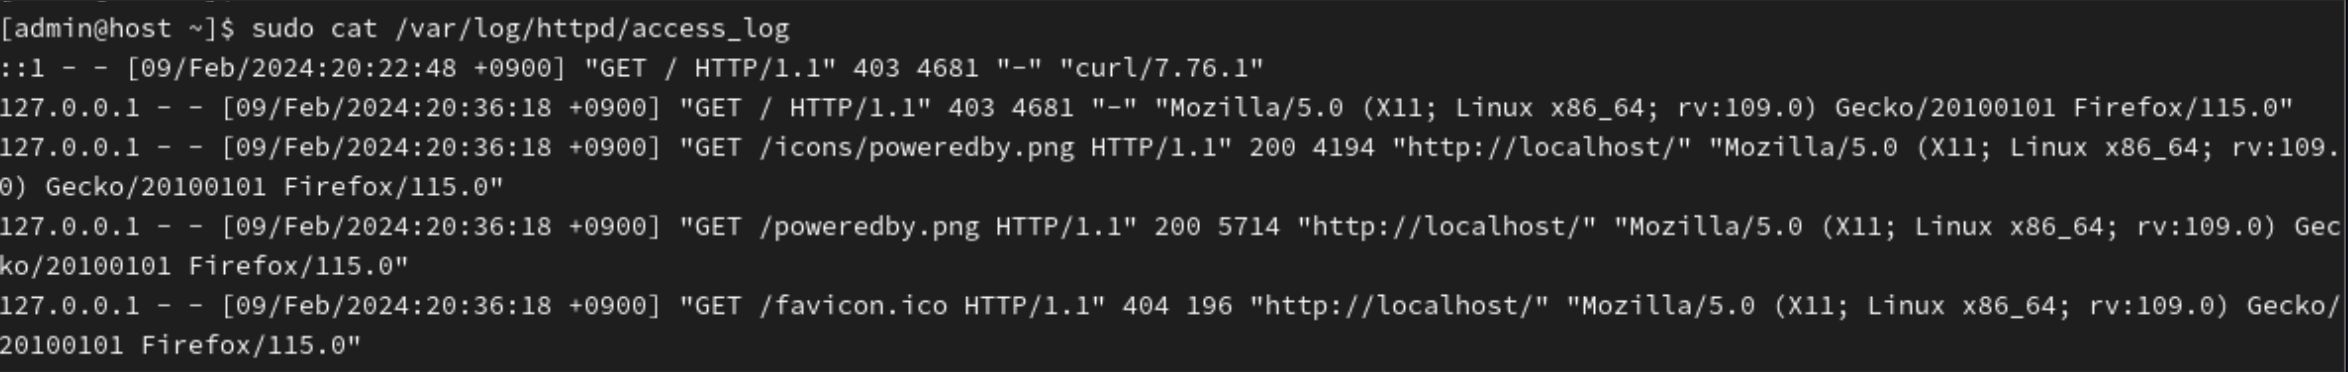 [admin@host ~]$ sudo cat /var/log/httpd/access_log
::1 - - [09/Feb/2024:20:22:48 +0900] "GET / HTTP/1.1" 403 4681 "-" "curl/7.76.1"
127.0.0.1 - - [09/Feb/2024:20:36:18 +0900] "GET / HTTP/1.1" 403 4681 "-" "Mozilla/5.0 (X11; Linux x86_64; rv:109.0) Gecko/20100101 Firefox/115.0"
127.0.0.1 - - [09/Feb/2024:20:36:18 +0900] "GET /icons/poweredby.png HTTP/1.1" 200 4194 "http://localhost/" "Mozilla/5.0 (X11; Linux x86_64; rv:109.
0) Gecko/20100101 Firefox/115.0"
127.0.0.1 - - [09/Feb/2024:20:36:18 +0900] "GET /poweredby.png HTTP/1.1" 200 5714 "http://localhost/" "Mozilla/5.0 (X11; Linux x86_64; rv:109.0) Gec
ko/20100101 Firefox/115.0"
127.0.0.1 - - [09/Feb/2024:20:36:18 +0900] "GET /favicon.ico HTTP/1.1" 404 196 "http://localhost/" "Mozilla/5.0 (X11; Linux x86_64; rv:109.0) Gecko/
20100101 Firefox/115.0"